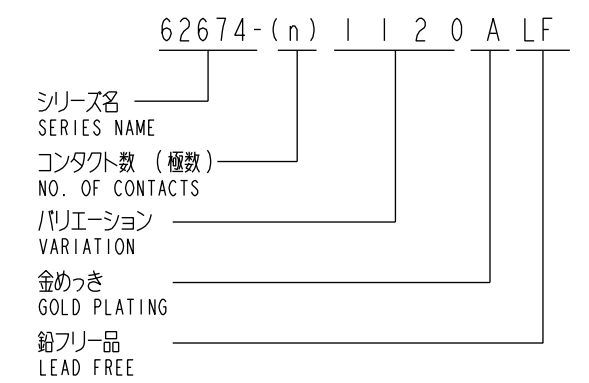 62674-(n) 1120 A LF
シリーズ名
SERIES NAME
コンタクト数 (極数)
NO. OF CONTACTS
バリエーション
VARIATION
金めっき
GOLD PLATING
鉛フリー品
LEAD FREE